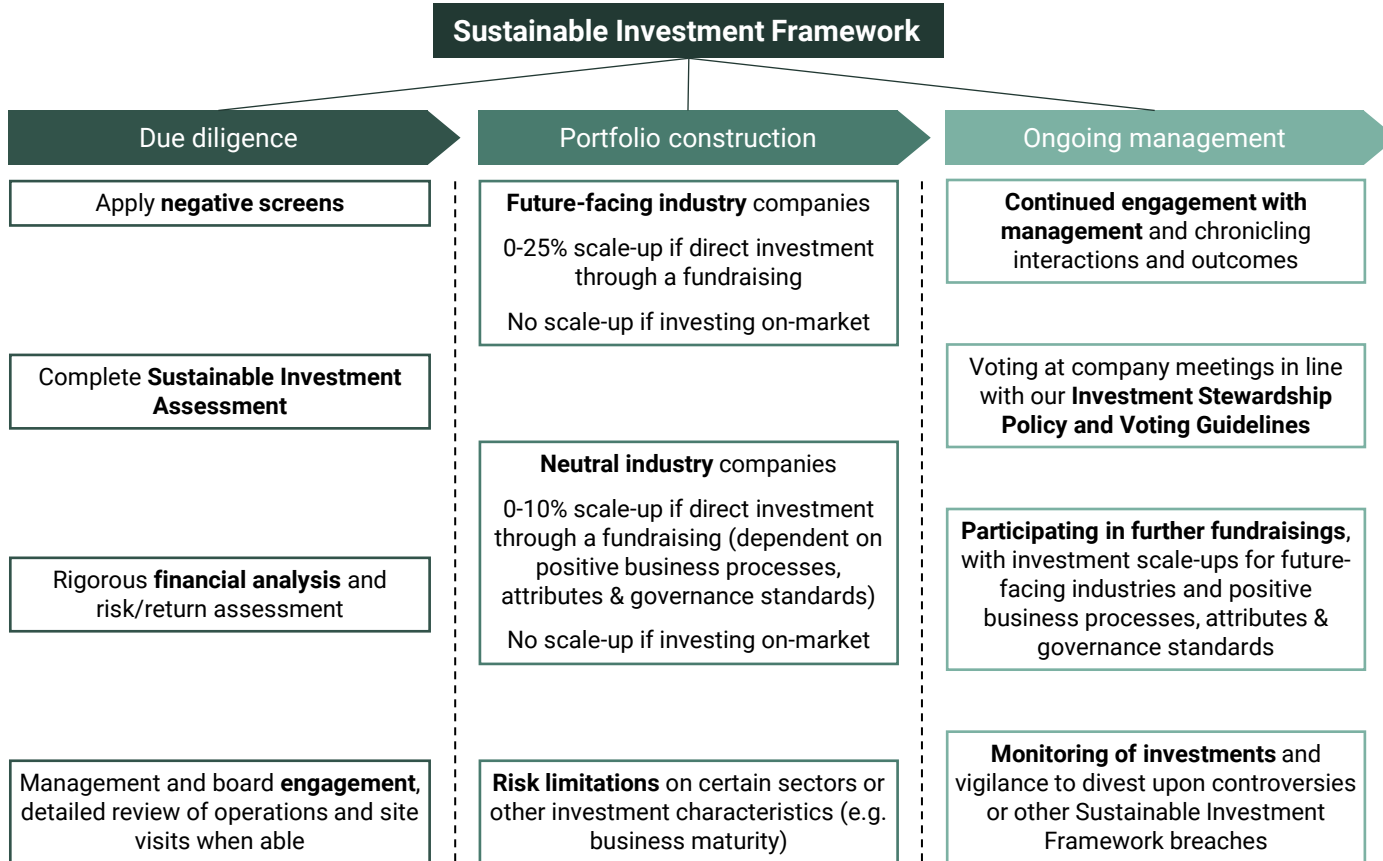 Sustainable Investment Framework
Due diligence
Apply negative screens
Complete Sustainable Investment
Assessment
Rigorous financial analysis and
risk/return assessment
Management and board engagement,
detailed review of operations and site
visits when able
Portfolio construction
Future-facing industry companies
0-25% scale-up if direct investment
through a fundraising
No scale-up if investing on-market
Neutral industry companies
0-10% scale-up if direct investment
through a fundraising (dependent on
positive business processes,
attributes & governance standards)
No scale-up if investing on-market
Risk limitations on certain sectors or
other investment characteristics (e.g.
business maturity)
Ongoing management
Continued engagement with
management and chronicling
interactions and outcomes
Voting at company meetings in line
with our Investment Stewardship
Policy and Voting Guidelines
Participating in further fundraisings,
with investment scale-ups for future-
facing industries and positive
business processes, attributes &
governance standards
Monitoring of investments and
vigilance to divest upon controversies
or other Sustainable Investment
Framework breaches